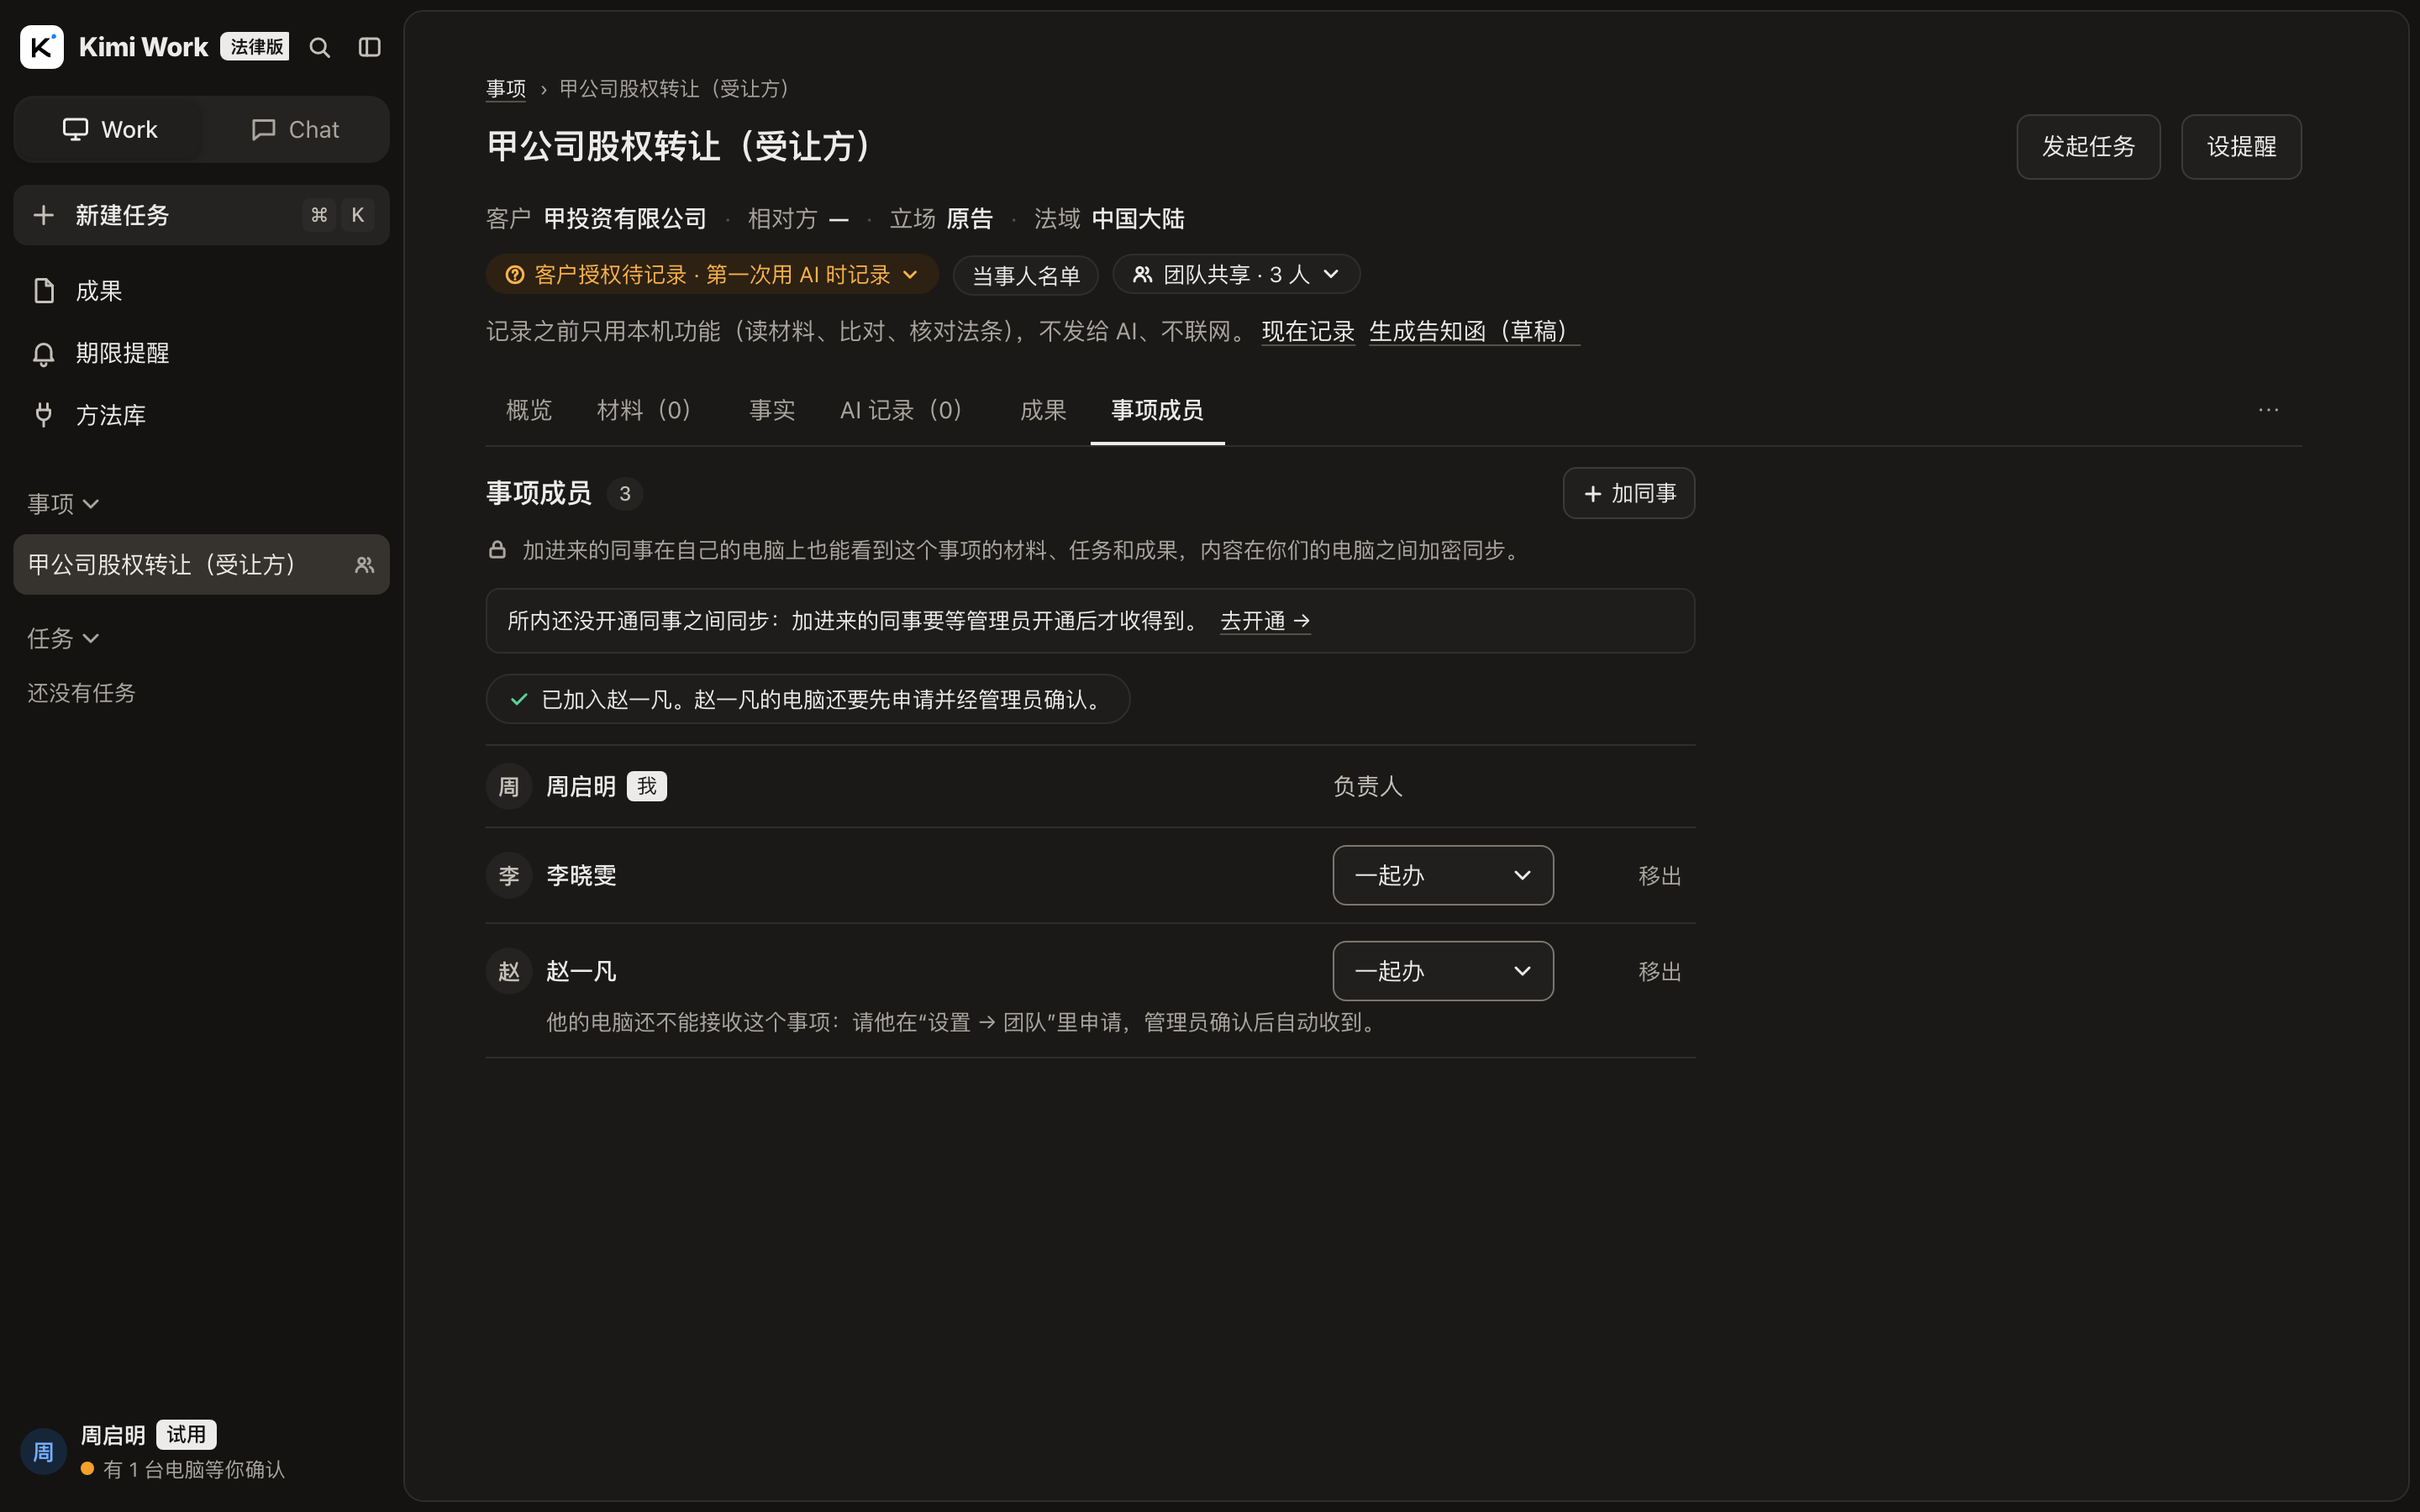 Kimi Work 法律版
Work
Chat
新建任务 ⌘ K
成果
期限提醒
方法库
事项
甲公司股权转让（受让方）
任务
还没有任务
周 周启明 试用
有 1 台电脑等你确认
事项 › 甲公司股权转让（受让方）
甲公司股权转让（受让方）
发起任务 设提醒
客户 甲投资有限公司 · 相对方 — · 立场 原告 · 法域 中国大陆
客户授权待记录 · 第一次用 AI 时记录 当事人名单 团队共享 · 3 人
记录之前只用本机功能（读材料、比对、核对法条），不发给 AI、不联网。 现在记录 生成告知函（草稿）
概览 材料（0） 事实 AI 记录（0） 成果 事项成员 ···
事项成员 3 + 加同事
加进来的同事在自己的电脑上也能看到这个事项的材料、任务和成果，内容在你们的电脑之间加密同步。
所内还没开通同事之间同步：加进来的同事要等管理员开通后才收得到。 去开通 →
已加入赵一凡。赵一凡的电脑还要先申请并经管理员确认。
周 周启明 我 负责人
李 李晓雯 一起办 移出
赵 赵一凡 一起办 移出
他的电脑还不能接收这个事项：请他在“设置 → 团队”里申请，管理员确认后自动收到。